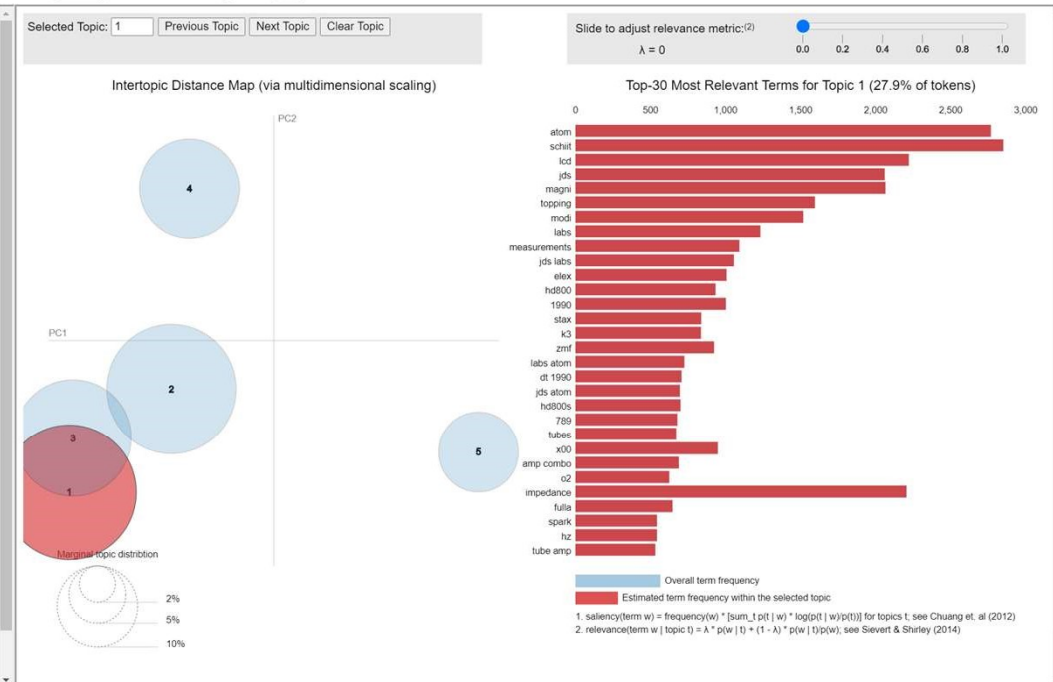 Selected Topic: 1 Previous Topic Next Topic Clear Topic
Slide to adjust relevance metric:(2)
λ = 0
0.0 0.2 0.4 0.6 0.8 1.0
Intertopic Distance Map (via multidimensional scaling)
PC2
PC1
4
2
3
1
5
Marginal topic distribtion
2%
5%
10%
Top-30 Most Relevant Terms for Topic 1 (27.9% of tokens)
0 500 1,000 1,500 2,000 2,500 3,000
atom
schiit
lcd
jds
magni
topping
modi
labs
measurements
jds labs
elex
hd800
1990
stax
k3
zmf
labs atom
dt 1990
jds atom
hd800s
789
tubes
x00
amp combo
o2
impedance
fulla
spark
hz
tube amp
Overall term frequency
Estimated term frequency within the selected topic
1. saliency(term w) = frequency(w) * [sum_t p(t | w) * log(p(t | w)/p(t))] for topics t; see Chuang et. al (2012)
2. relevance(term w | topic t) = λ * p(w | t) + (1 - λ) * p(w | t)/p(w); see Sievert & Shirley (2014)